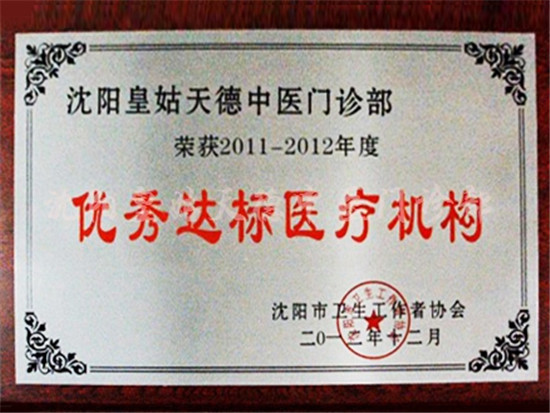 沈阳皇姑天德中医门诊部
荣获2011-2012年度
优秀达标医疗机构
沈阳市卫生工作者协会
二〇一二年十二月